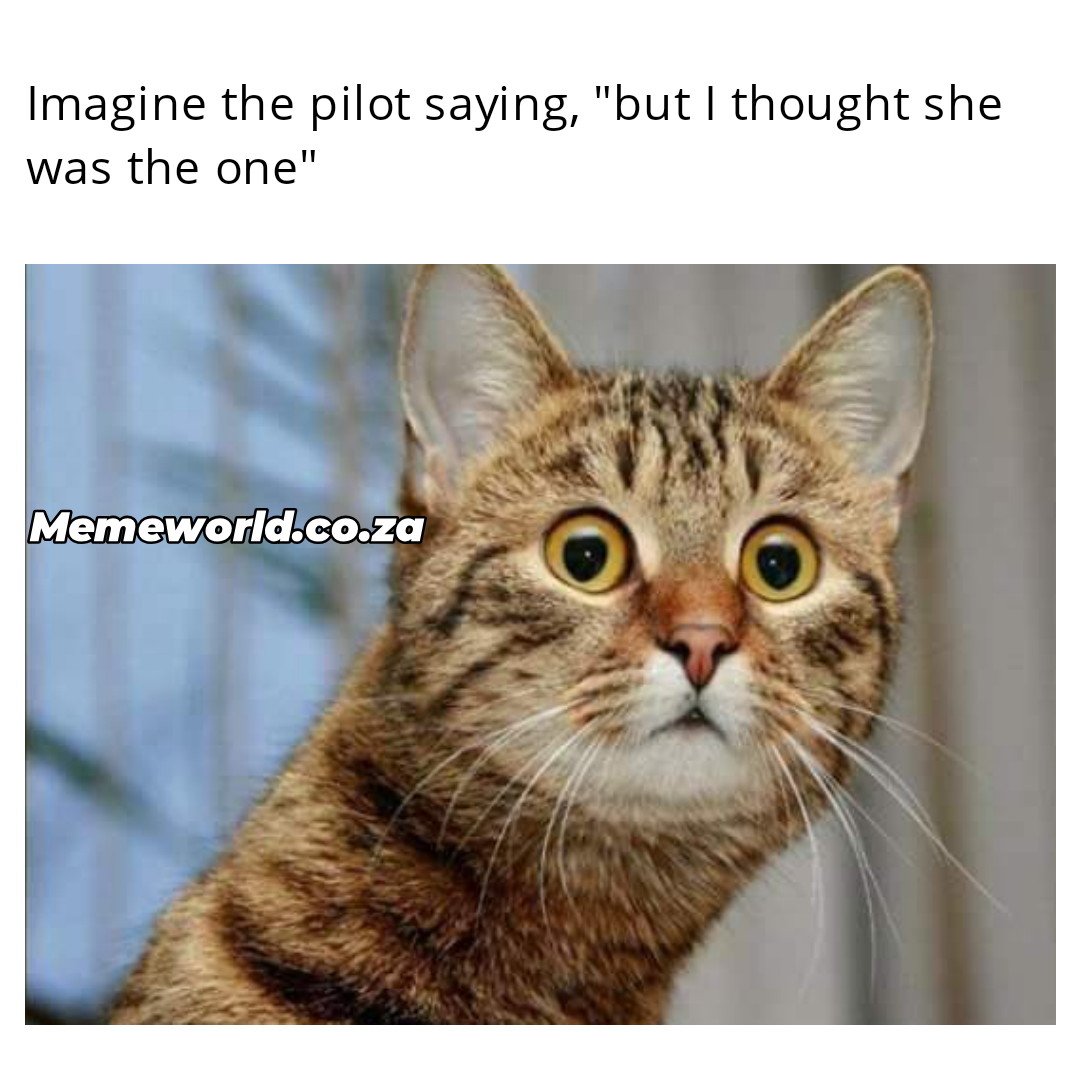 Imagine the pilot saying, "but I thought she
was the one"
Memeworld.co.za